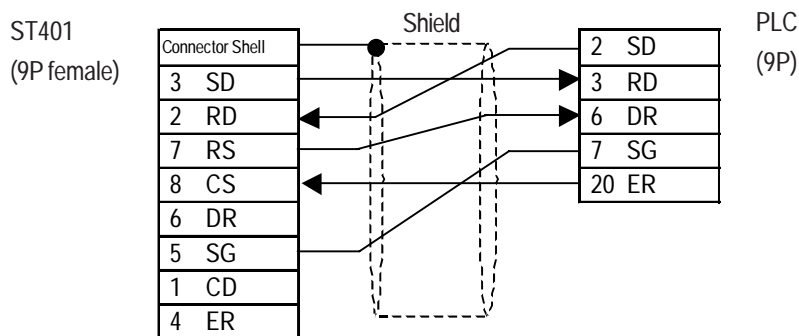 ST401
(9P female)
Shield
PLC
(9P)
Connector Shell
3 SD
2 RD
7 RS
8 CS
6 DR
5 SG
1 CD
4 ER
2 SD
3 RD
6 DR
7 SG
20 ER